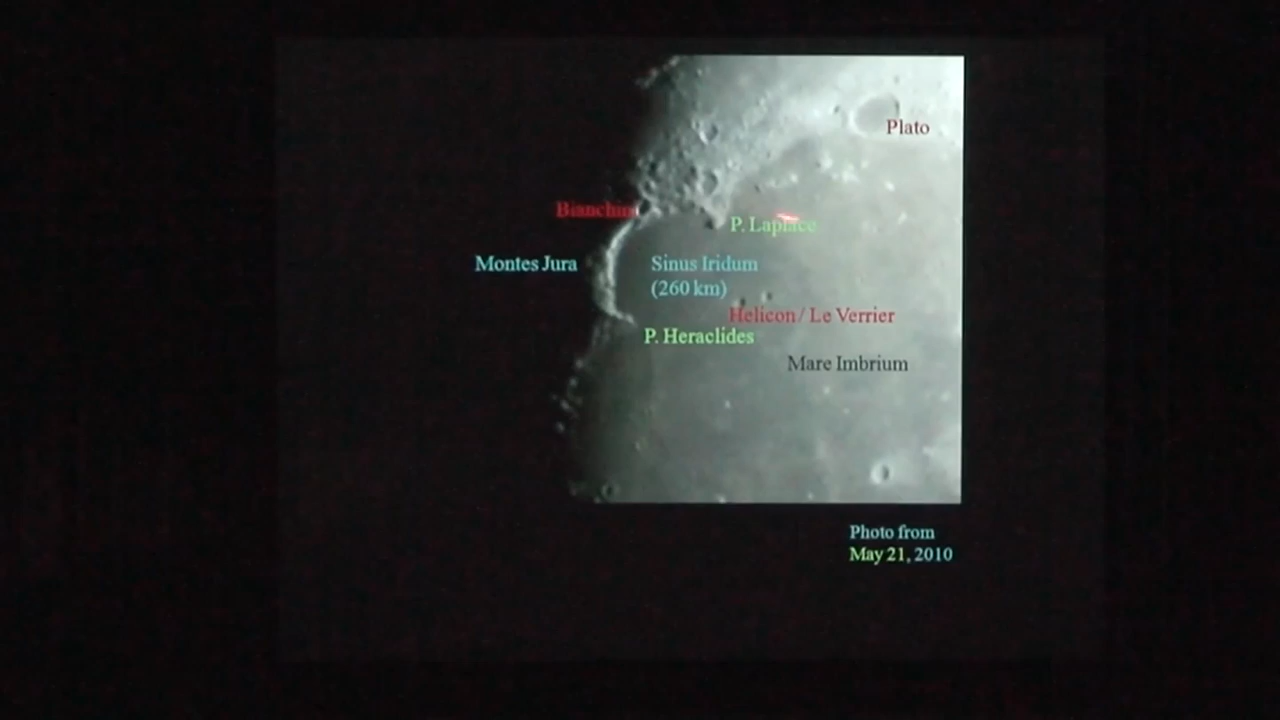 Plato
Bianchini
P. Laplace
Montes Jura
Sinus Iridum
(260 km)
Helicon / Le Verrier
P. Heraclides
Mare Imbrium
Photo from
May 21, 2010